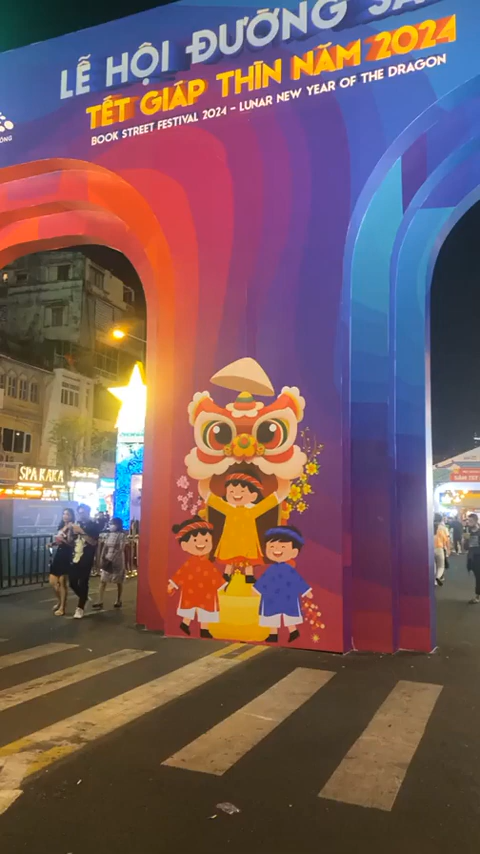 LỄ HỘI ĐƯỜNG
TẾT GIÁP THÌN NĂM 2024
BOOK STREET FESTIVAL 2024 - LUNAR NEW YEAR OF THE DRAGON
SPA KAKA